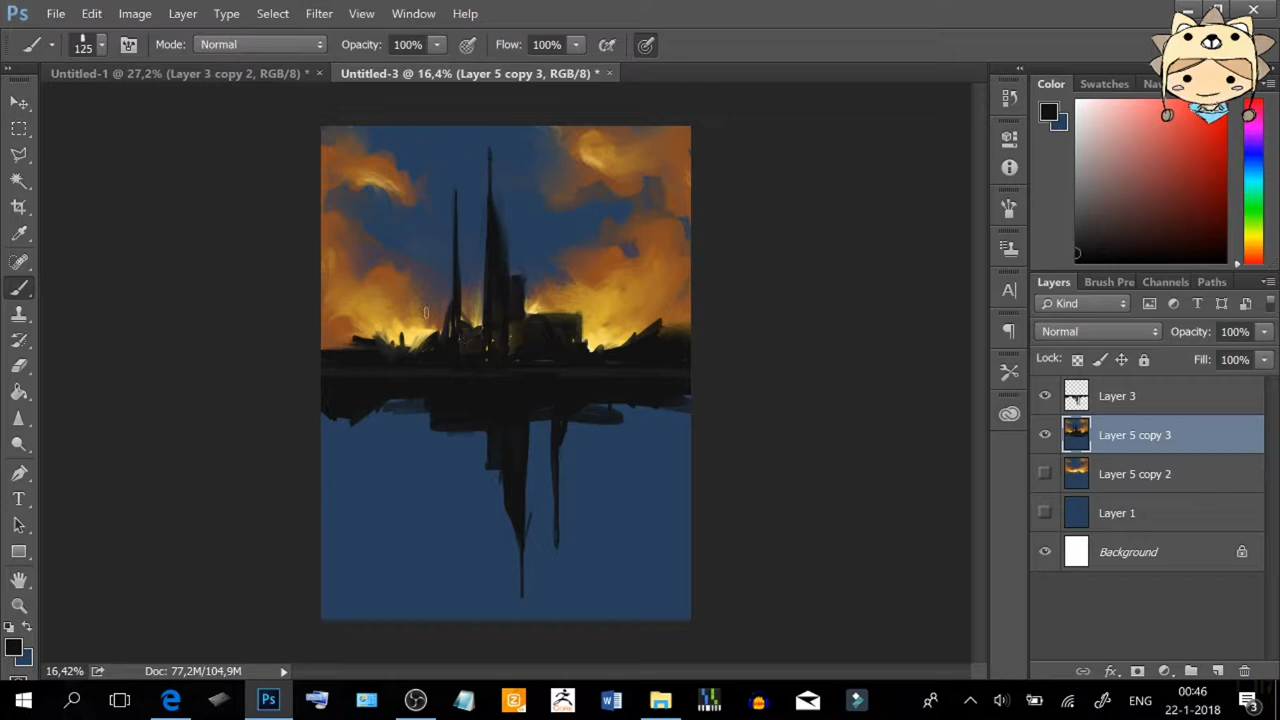 Ps File Edit Image Layer Type Select Filter View Window Help
125 Mode: Normal Opacity: 100% Flow: 100%
Untitled-1 @ 27,2% (Layer 3 copy 2, RGB/8) * × Untitled-3 @ 16,4% (Layer 5 copy 3, RGB/8) * ×
Color Swatches
Layers Brush Pre Channels Paths
Kind
Normal Opacity: 100%
Lock: Fill: 100%
Layer 3
Layer 5 copy 3
Layer 5 copy 2
Layer 1
Background
16,42% Doc: 77,2M/104,9M
ENG 00:46
22-1-2018